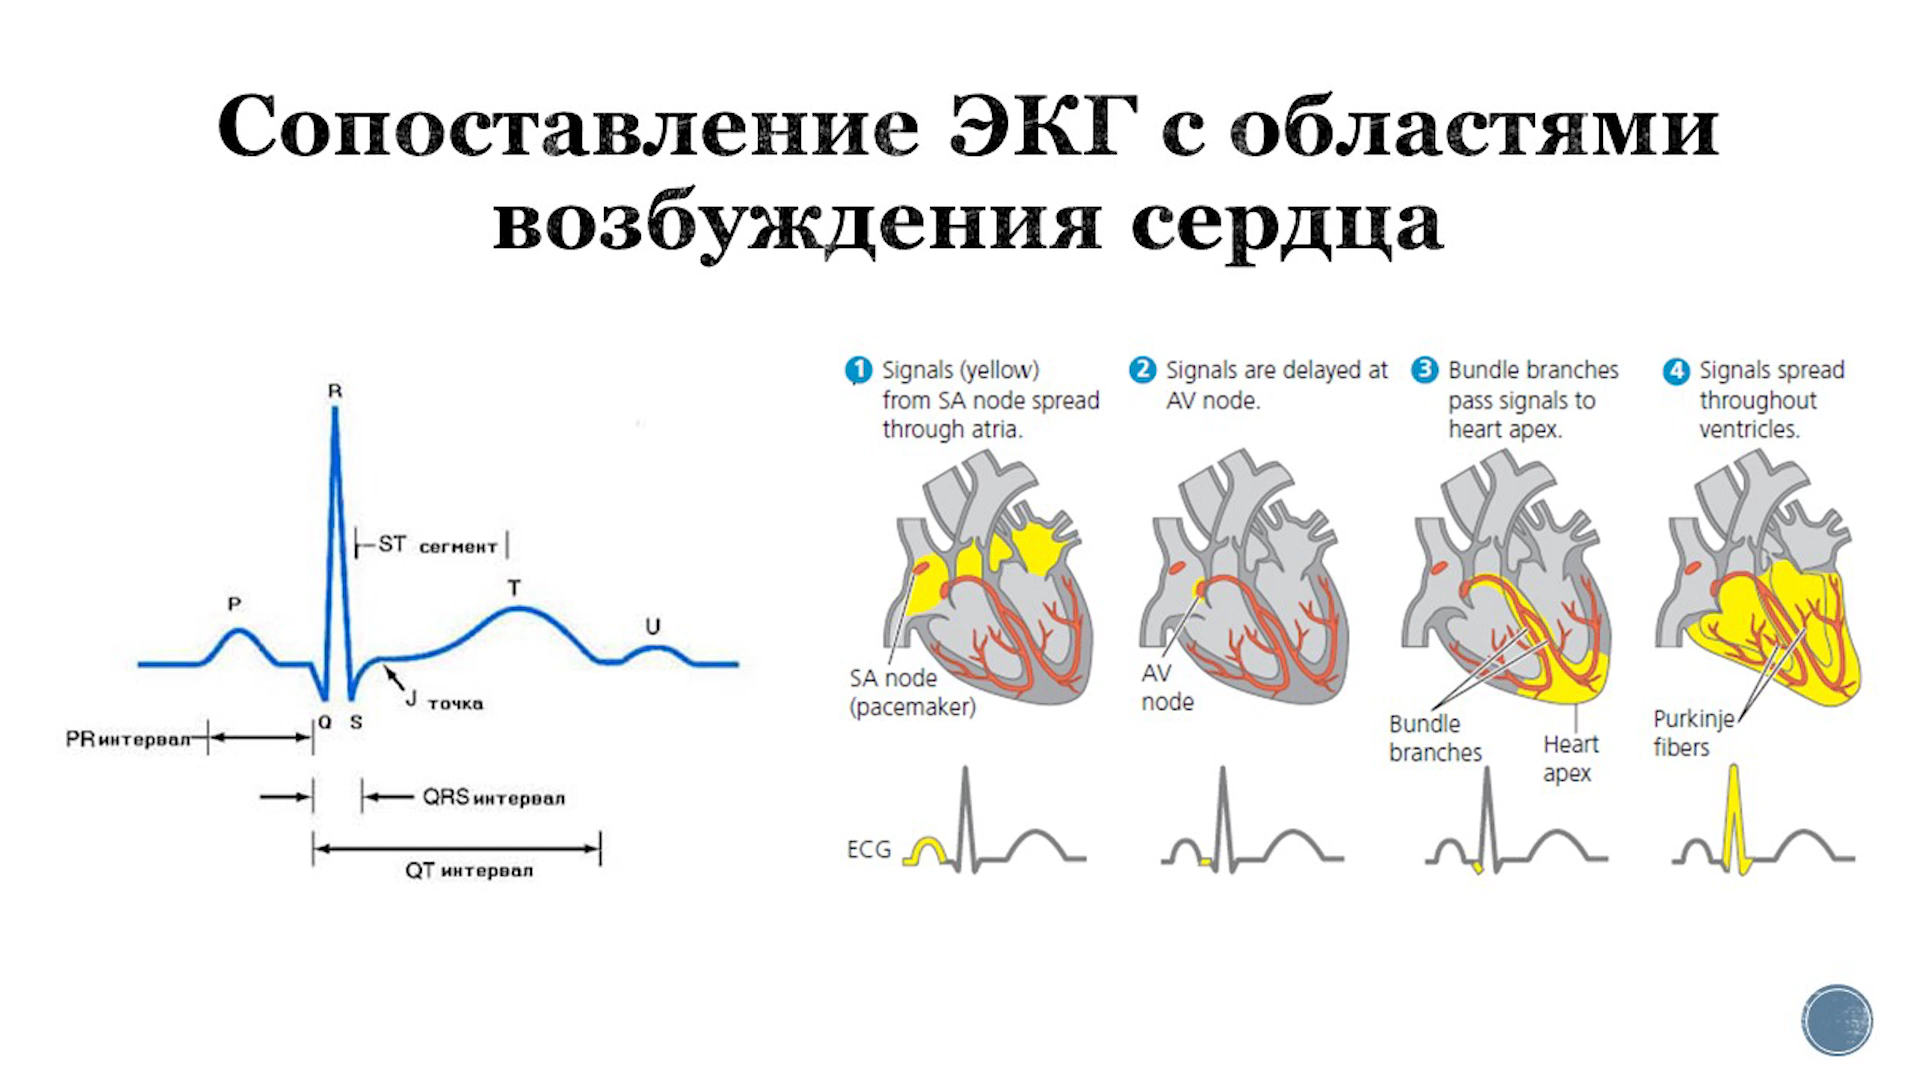 Сопоставление ЭКГ с областями
возбуждения сердца
R
ST сегмент
P
T
U
J точка
Q S
PR интервал
QRS интервал
QT интервал
1 Signals (yellow)
from SA node spread
through atria.
SA node
(pacemaker)
ECG
2 Signals are delayed at
AV node.
AV
node
3 Bundle branches
pass signals to
heart apex.
Bundle
branches
Heart
apex
4 Signals spread
throughout
ventricles.
Purkinje
fibers